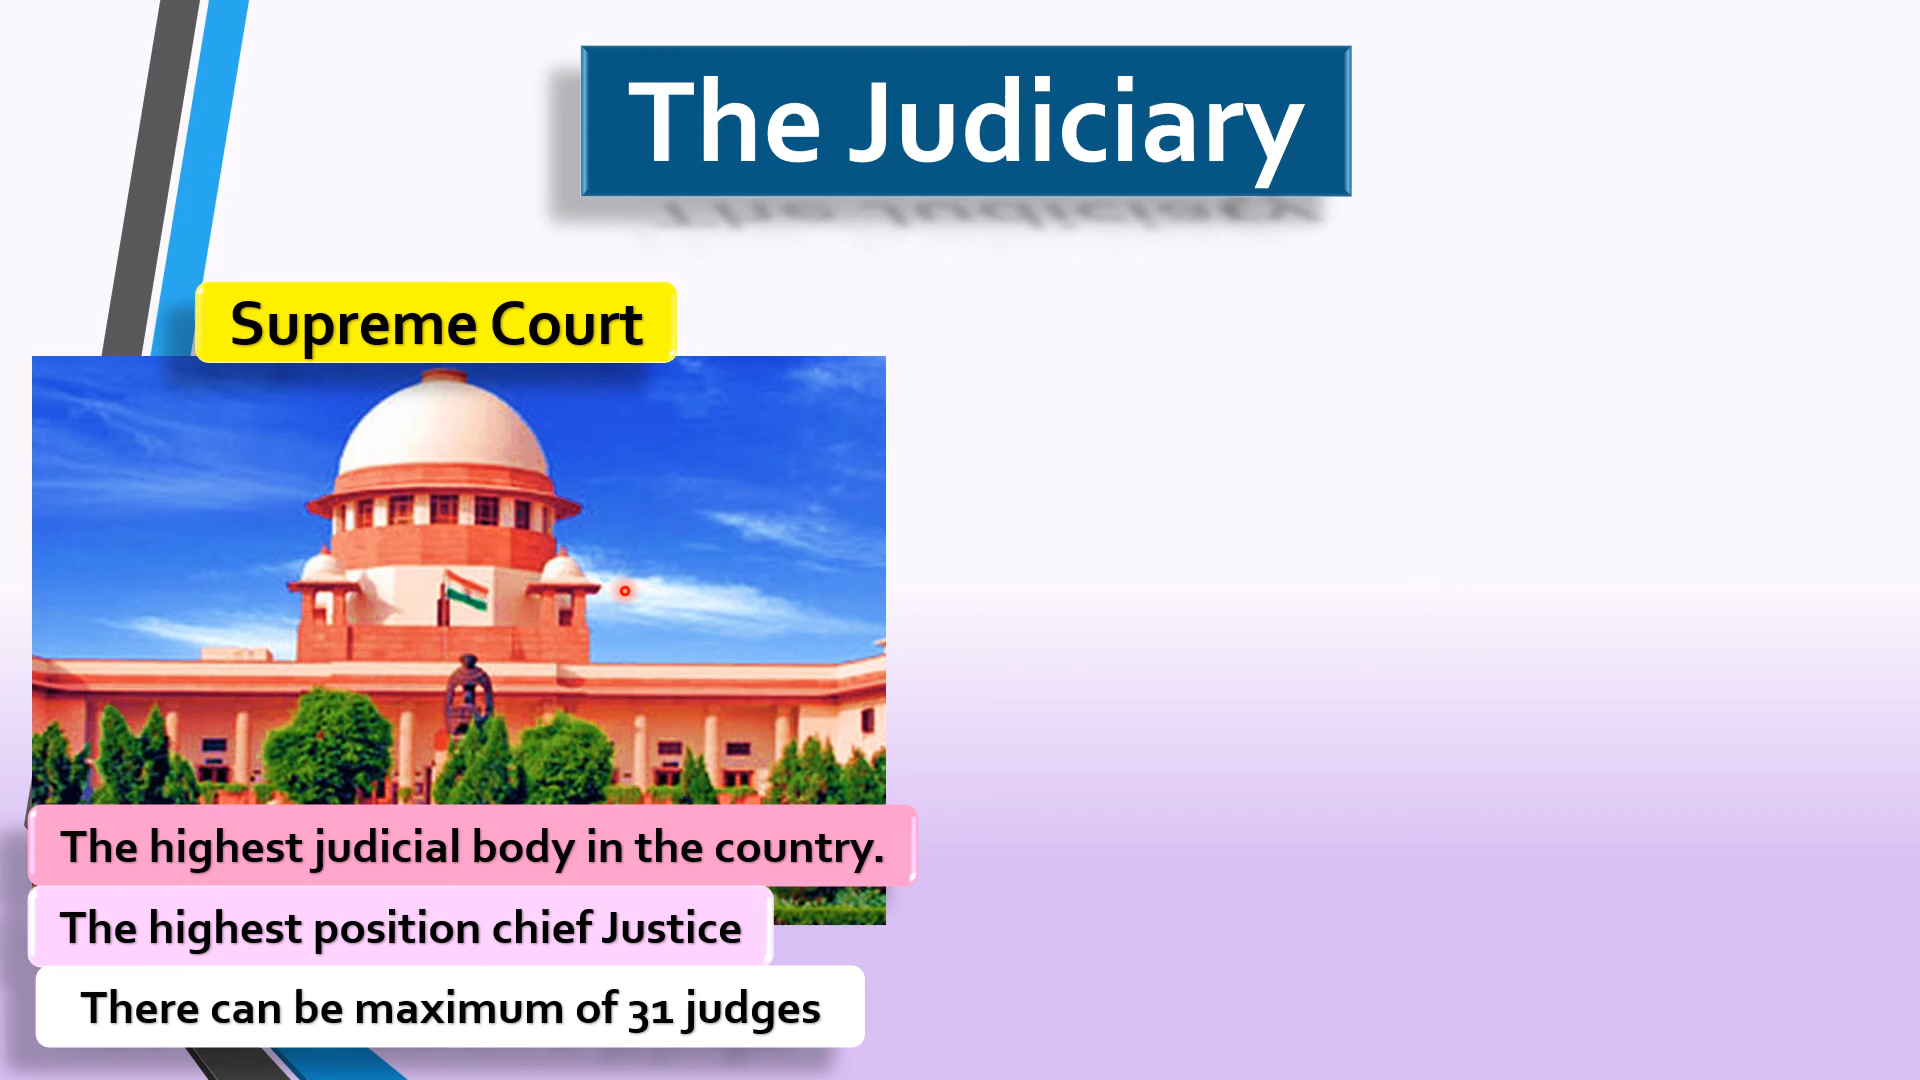 The Judiciary
Supreme Court
The highest judicial body in the country.
The highest position chief Justice
There can be maximum of 31 judges